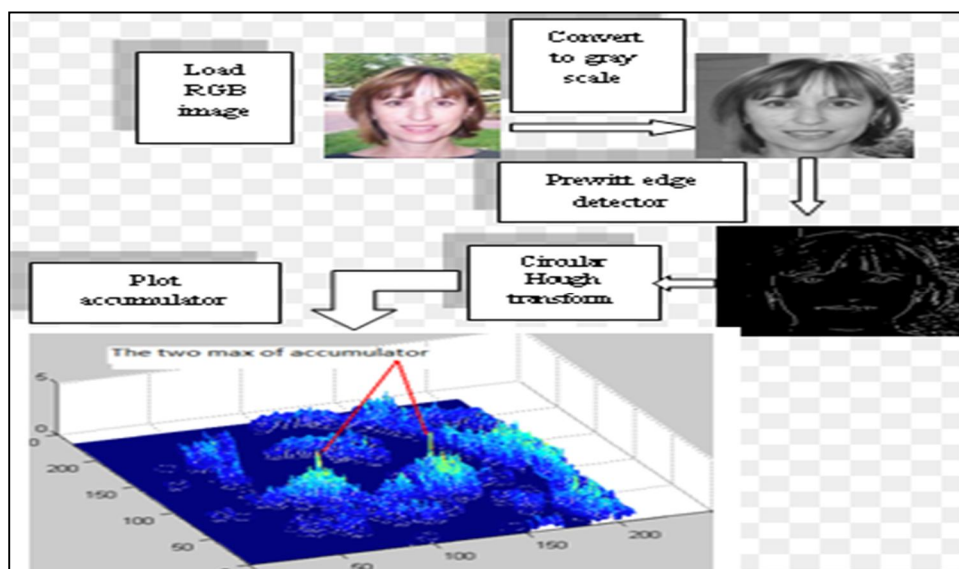 Load
RGB
image
Convert
to gray
scale
Prewitt edge
detector
Circular
Hough
transform
Plot
accumulator
The two max of accumulator
5
0
0
200
150
100
50
50
100
150
200